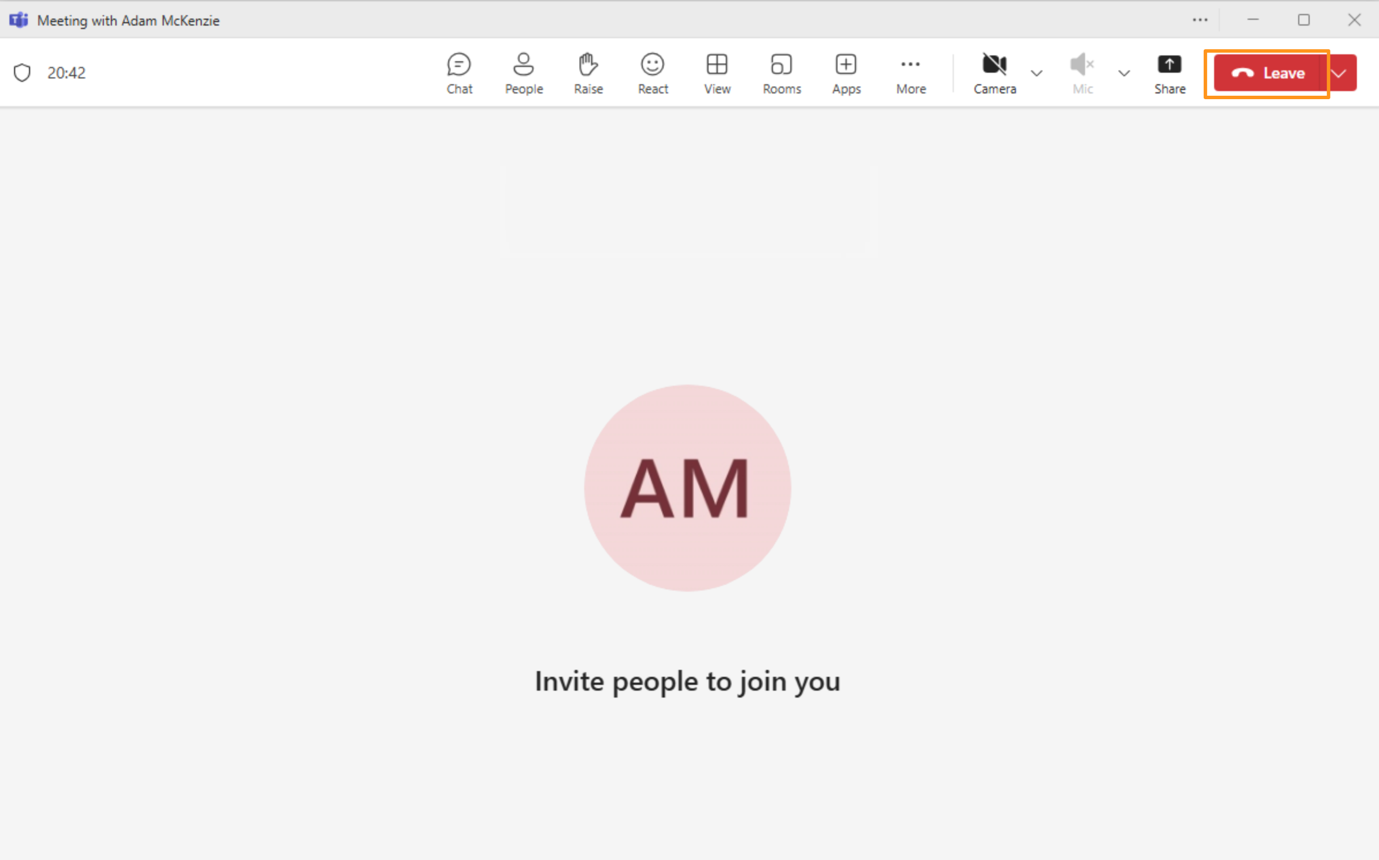 Meeting with Adam McKenzie
20:42
Chat People Raise React View Rooms Apps More Camera Mic Share Leave
AM
Invite people to join you